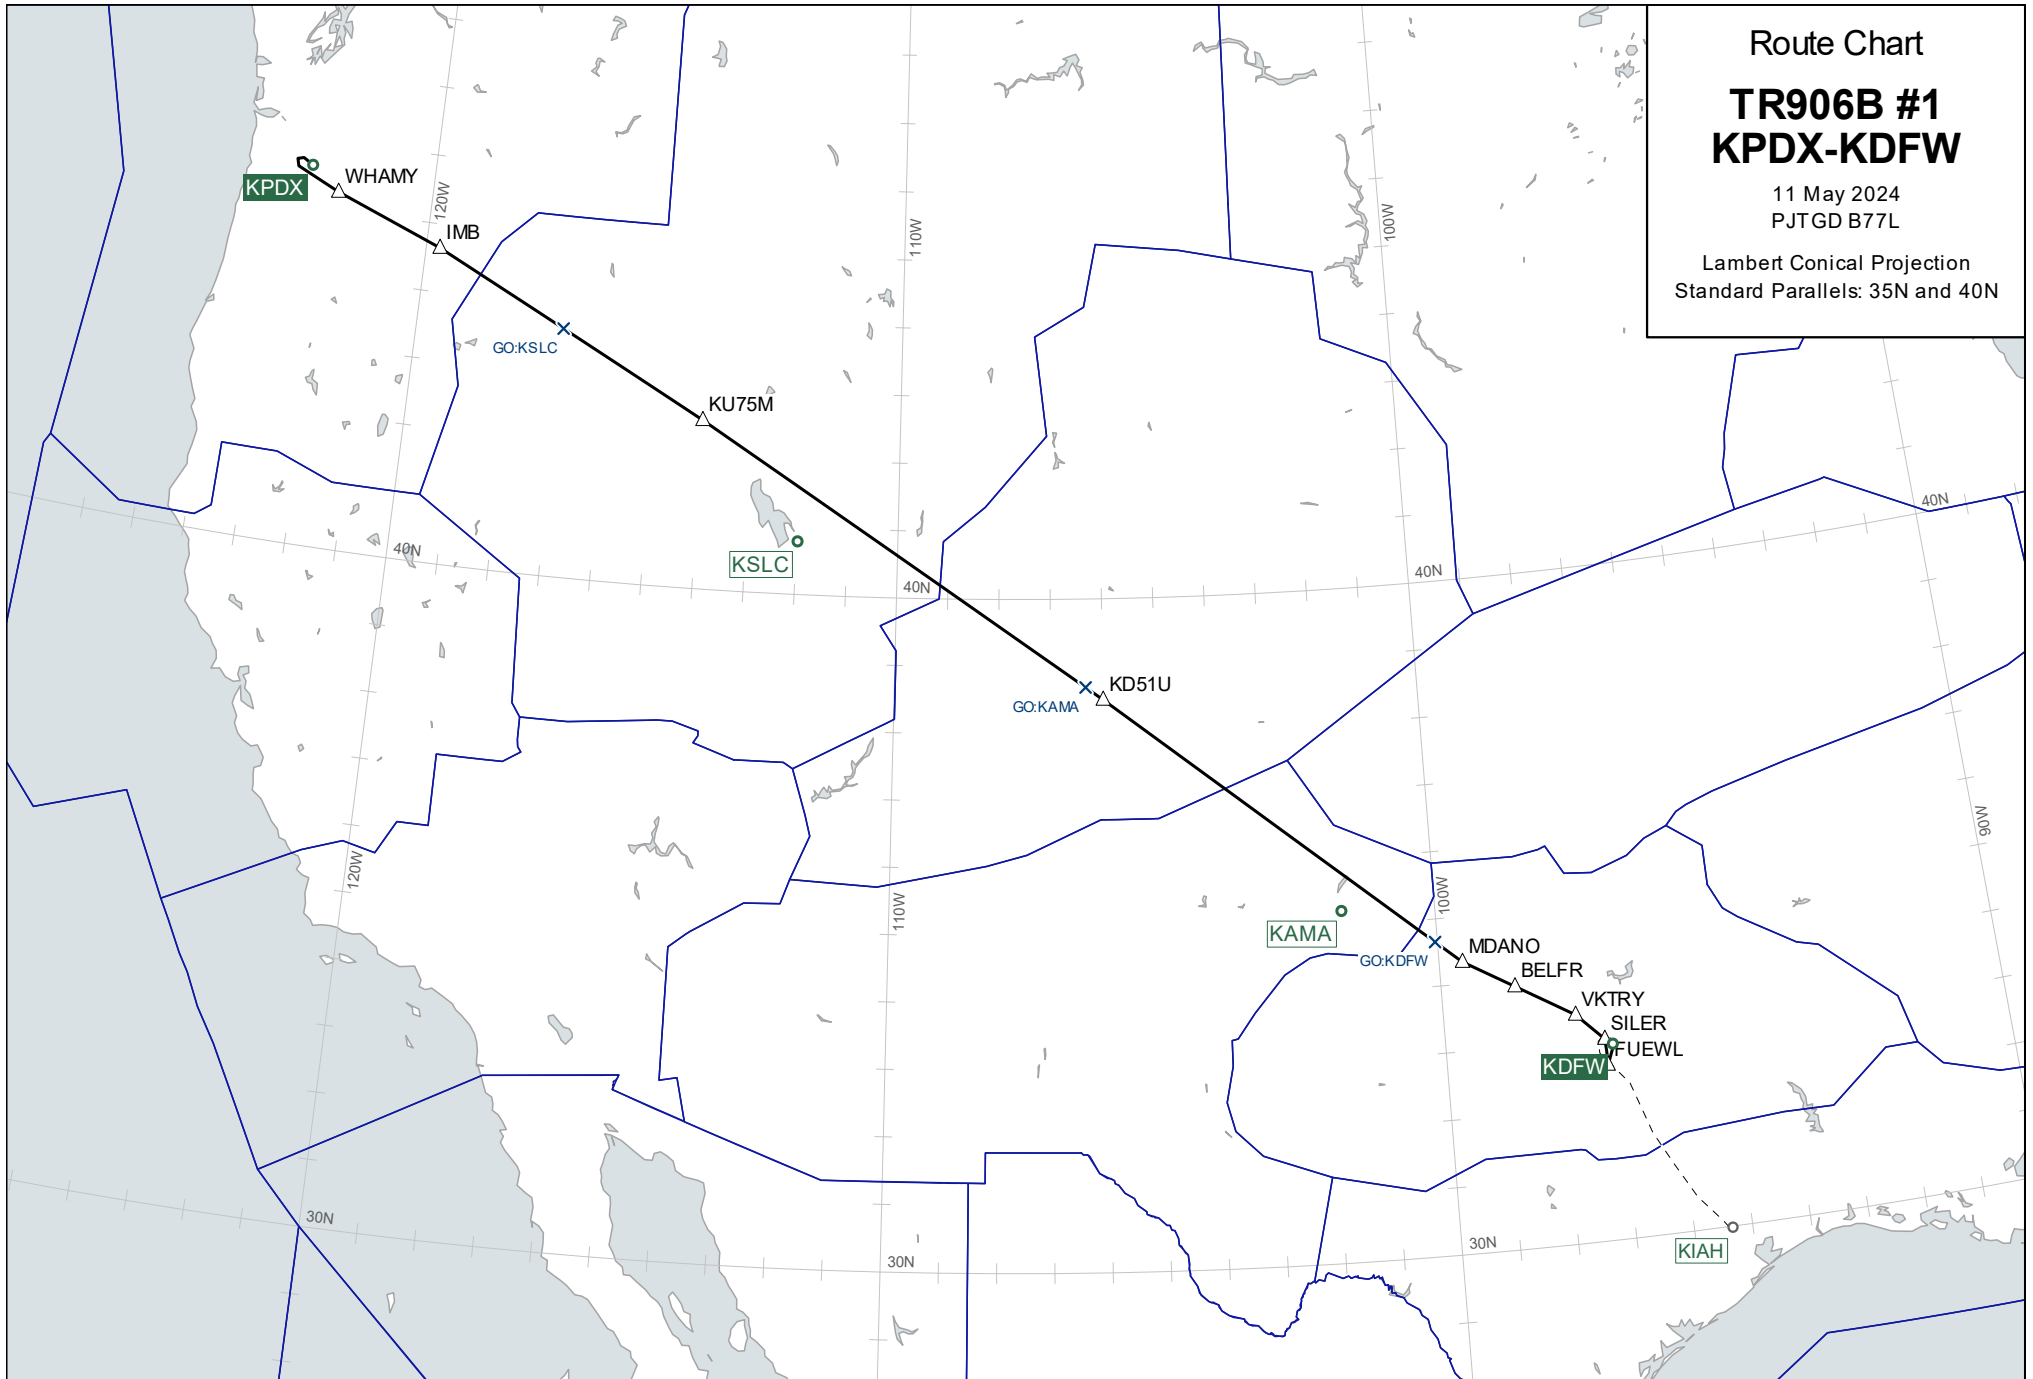 Route Chart
TR906B #1
KPDX-KDFW
11 May 2024
PJTGD B77L
Lambert Conical Projection
Standard Parallels: 35N and 40N
WHAMY
KPDX
120W
IMB
110W
100W
GO:KSLC
KU75M
40N
40N
KSLC
40N
40N
KD51U
GO:KAMA
90W
120W
110W
100W
KAMA
MDANO
GO:KDFW
BELFR
VKTRY
SILER
FUEWL
KDFW
30N
30N
30N
KIAH